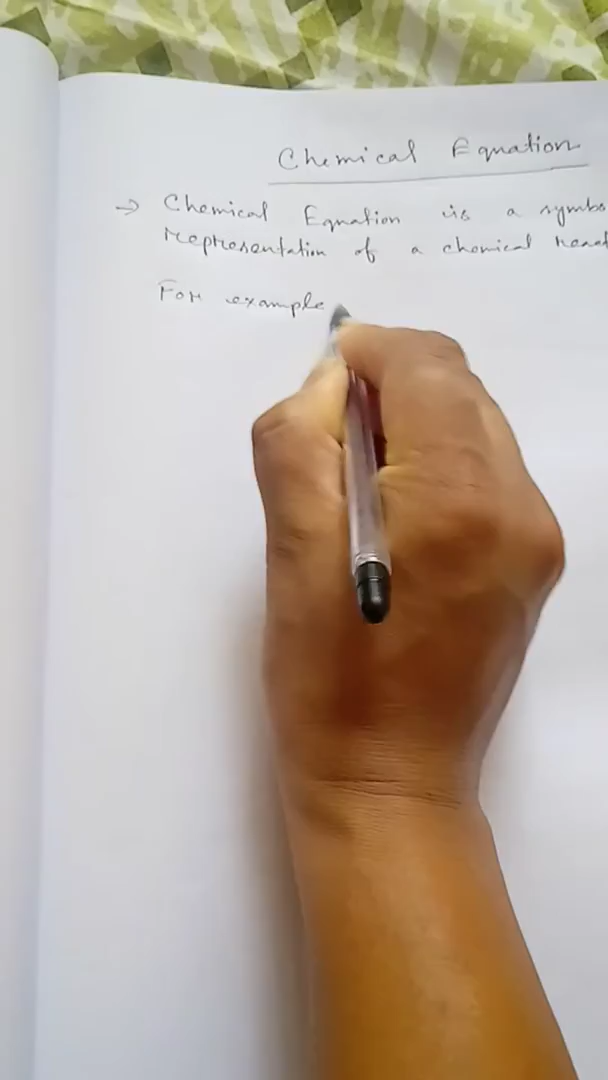 Chemical Equation
→ Chemical Equation is a symbo
representation of a chemical react
For example